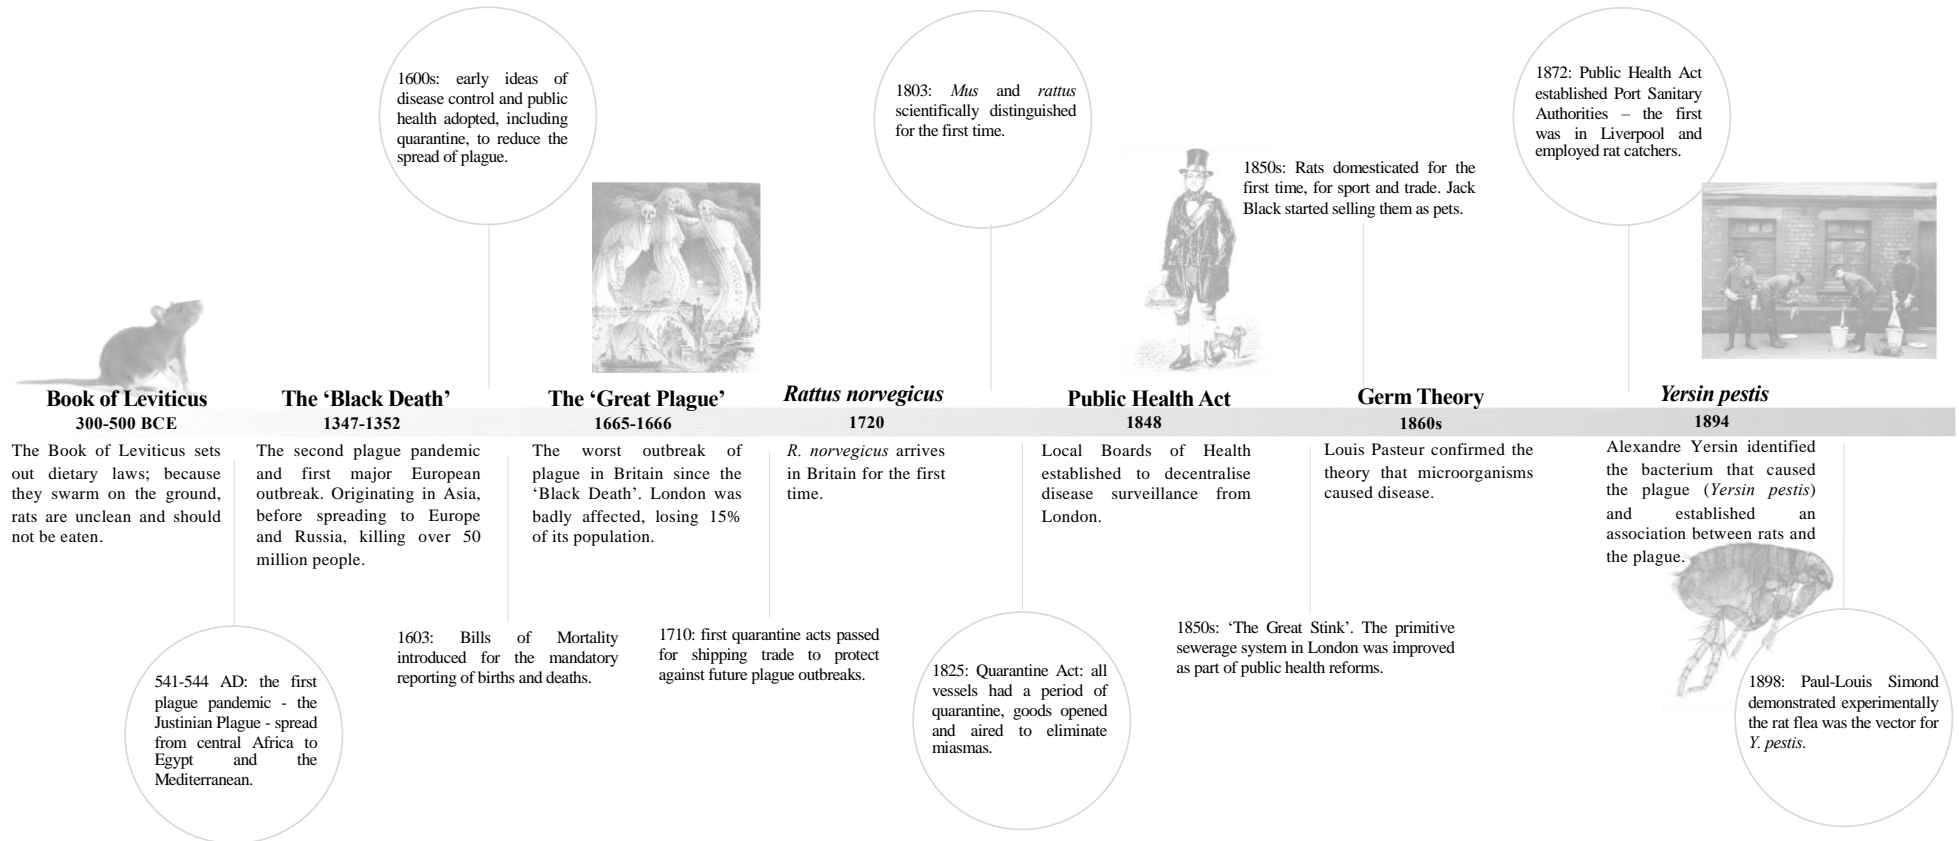 1600s: early ideas of
disease control and public
health adopted, including
quarantine, to reduce the
spread of plague.
1803: Mus and rattus
scientifically distinguished
for the first time.
1850s: Rats domesticated for the
first time, for sport and trade. Jack
Black started selling them as pets.
1872: Public Health Act
established Port Sanitary
Authorities – the first
was in Liverpool and
employed rat catchers.
Book of Leviticus
300-500 BCE
The Book of Leviticus sets
out dietary laws; because
they swarm on the ground,
rats are unclean and should
not be eaten.
The ‘Black Death’
1347-1352
The second plague pandemic
and first major European
outbreak. Originating in Asia,
before spreading to Europe
and Russia, killing over 50
million people.
The ‘Great Plague’
1665-1666
The worst outbreak of
plague in Britain since the
‘Black Death’. London was
badly affected, losing 15%
of its population.
Rattus norvegicus
1720
R. norvegicus arrives
in Britain for the first
time.
Public Health Act
1848
Local Boards of Health
established to decentralise
disease surveillance from
London.
Germ Theory
1860s
Louis Pasteur confirmed the
theory that microorganisms
caused disease.
Yersin pestis
1894
Alexandre Yersin identified
the bacterium that caused
the plague (Yersin pestis)
and established an
association between rats and
the plague.
541-544 AD: the first
plague pandemic - the
Justinian Plague - spread
from central Africa to
Egypt and the
Mediterranean.
1603: Bills of Mortality
introduced for the mandatory
reporting of births and deaths.
1710: first quarantine acts passed
for shipping trade to protect
against future plague outbreaks.
1825: Quarantine Act: all
vessels had a period of
quarantine, goods opened
and aired to eliminate
miasmas.
1850s: ‘The Great Stink’. The primitive
sewerage system in London was improved
as part of public health reforms.
1898: Paul-Louis Simond
demonstrated experimentally
the rat flea was the vector for
Y. pestis.